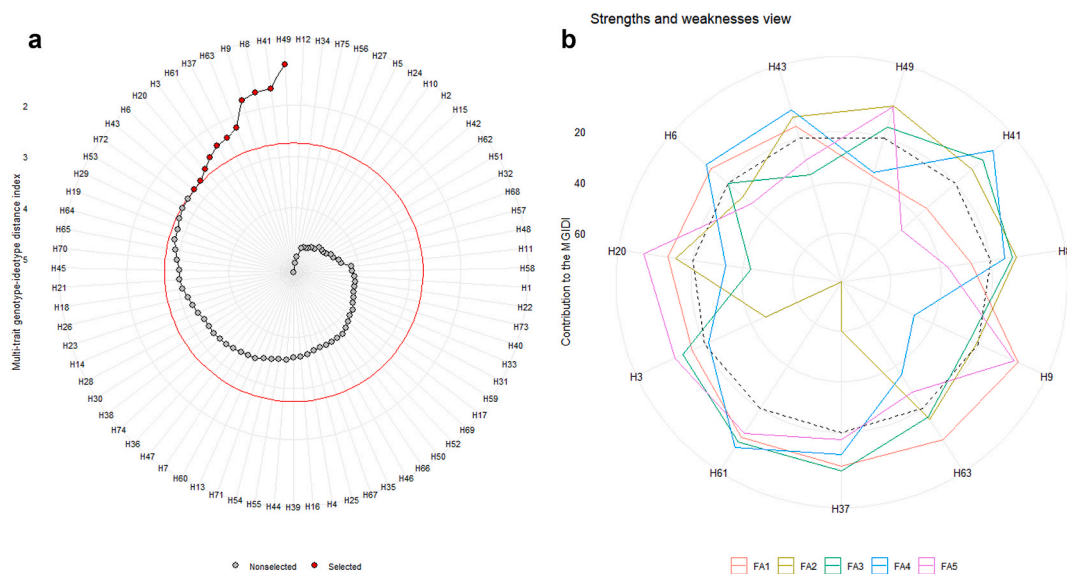 a
H49 H12 H34 H75 H56 H27 H5 H24 H10 H2 H15 H42 H62 H51 H32 H68 H57 H48 H11 H58 H1 H22 H73 H40 H33 H31 H59 H17 H69 H52 H50 H66 H46 H35 H67 H25 H4 H16 H39 H44 H55 H54 H71 H13 H60 H7 H47 H36 H74 H38 H30 H28 H14 H23 H26 H18 H21 H45 H70 H65 H64 H19 H29 H53 H72 H43 H6 H20 H3 H61 H37 H63 H9 H8 H41
2
3
4
5
Multi-trait genotype-ideotype distance index
Nonselected Selected
Strengths and weaknesses view
b
H49 H41 H8 H9 H63 H37 H61 H3 H20 H6 H43
20
40
60
Contribution to the MGIDI
FA1 FA2 FA3 FA4 FA5